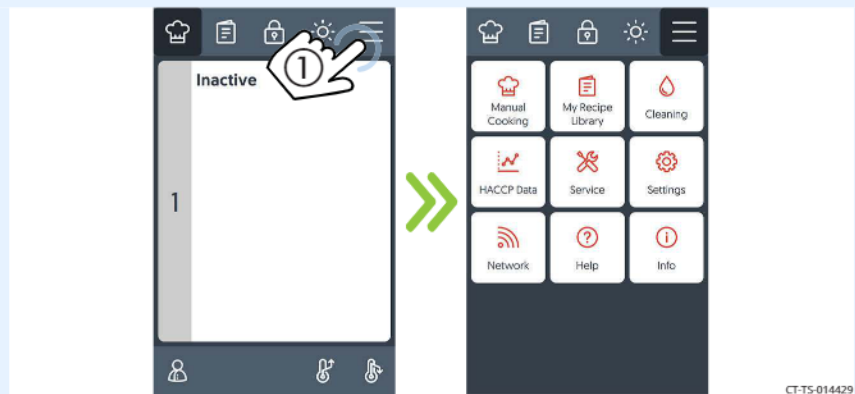 1
Inactive
1
Manual
Cooking
My Recipe
Library
Cleaning
HACCP Data
Service
Settings
Network
Help
Info
CT-TS-014429